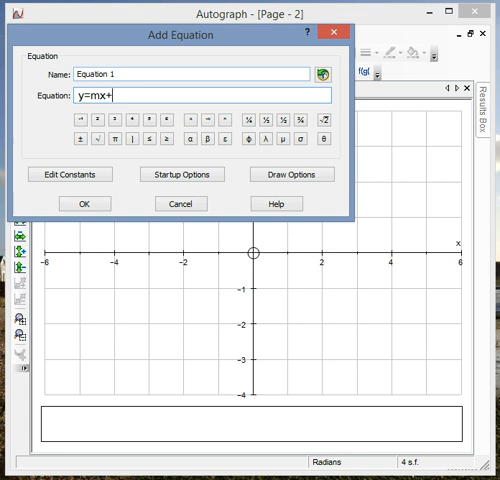 Autograph - [Page - 2]
Add Equation
?
Equation
Name: Equation 1
Equation: y=mx+
± √ π | ≤ ≥ α β ε ϕ λ μ σ θ
Edit Constants Startup Options Draw Options
OK Cancel Help
Results Box
x
-6 -4 -2 2 4 6
-1
-2
-3
-4
Radians 4 s.f.